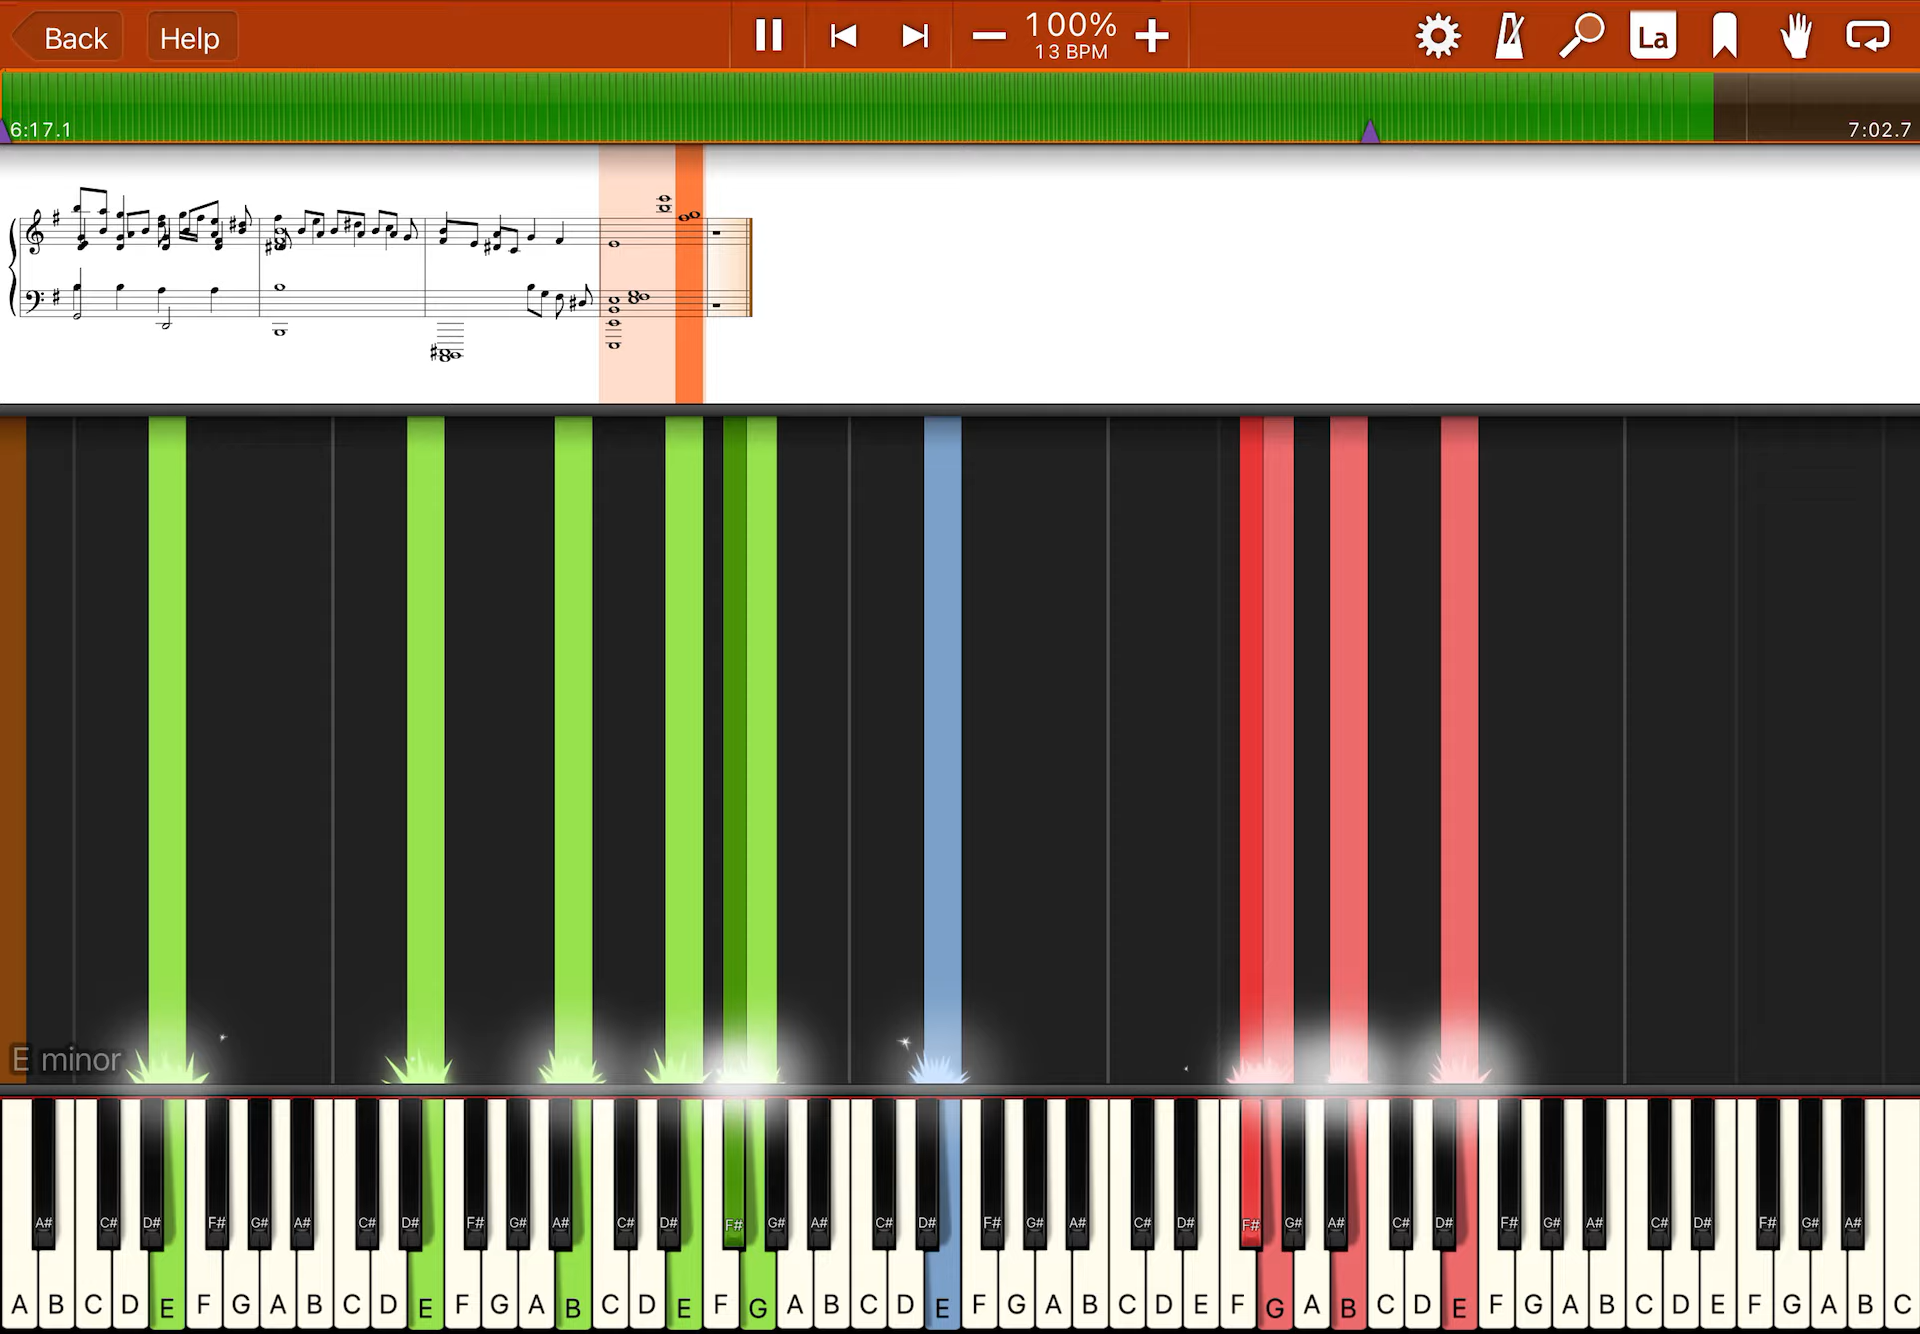 Back Help 100% La
13 BPM
6:17.1 7:02.7
E minor
A# C# D# F# G# A# C# D# F# G# A# C# D# F# G# A# C# D# F# G# A# C# D# F# G# A# C# D# F# G# A# C# D# F# G# A#
A B C D E F G A B C D E F G A B C D E F G A B C D E F G A B C D E F G A B C D E F G A B C D E F G A B C